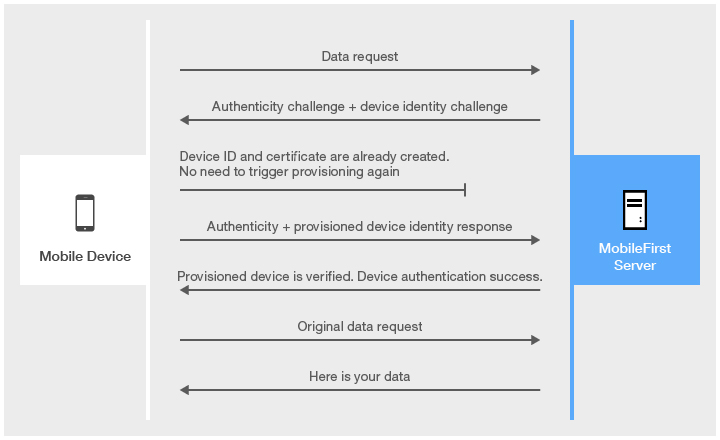 Data request
Authenticity challenge + device identity challenge
Device ID and certificate are already created.
No need to trigger provisioning again
Authenticity + provisioned device identity response
Mobile Device
MobileFirst
Server
Provisioned device is verified. Device authentication success.
Original data request
Here is your data